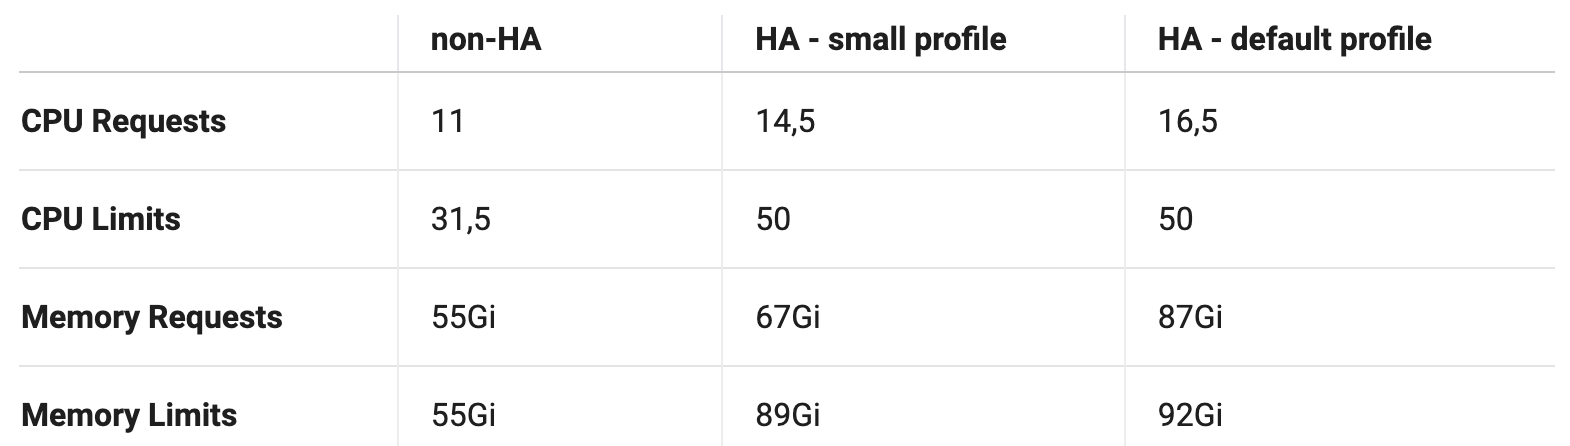 non-HA HA - small profile HA - default profile
CPU Requests 11 14,5 16,5
CPU Limits 31,5 50 50
Memory Requests 55Gi 67Gi 87Gi
Memory Limits 55Gi 89Gi 92Gi